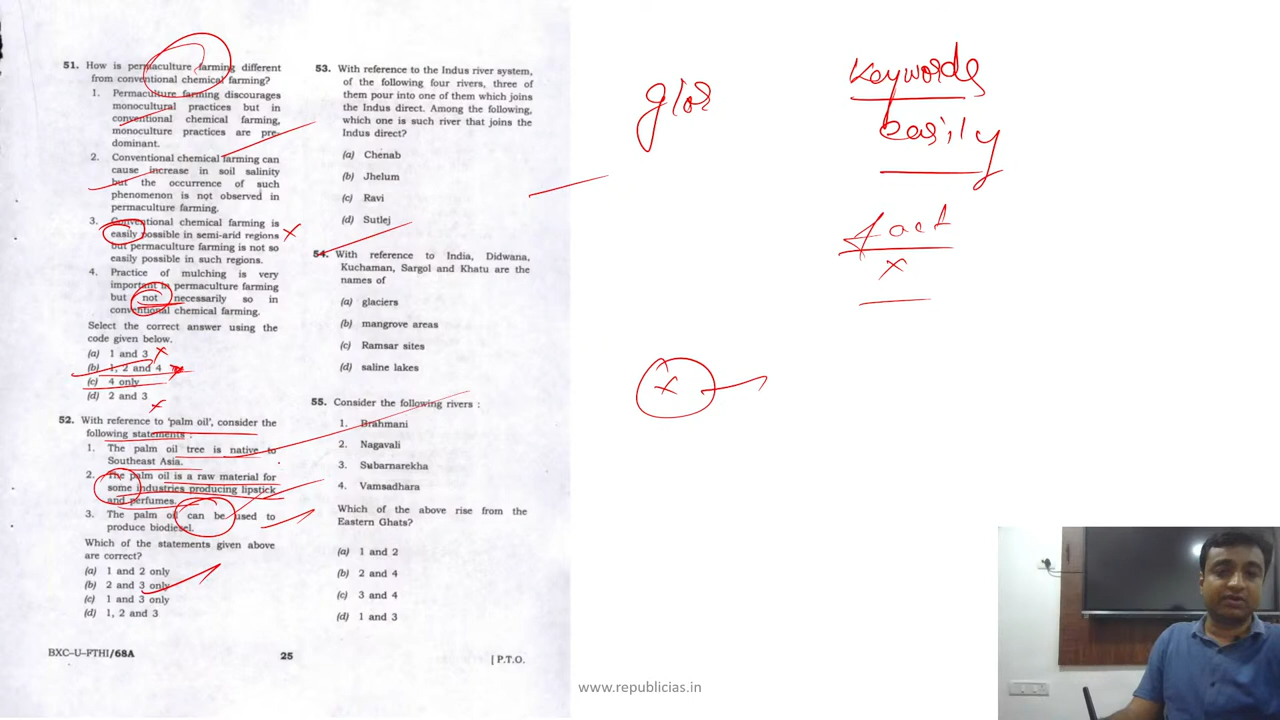 51. How is permaculture farming different
from conventional chemical farming?
1. Permaculture farming discourages
monocultural practices but in
conventional chemical farming,
monoculture practices are pre-
dominant.
2. Conventional chemical farming can
cause increase in soil salinity
but the occurrence of such
phenomenon is not observed in
permaculture farming.
3. Conventional chemical farming is
easily possible in semi-arid regions
but permaculture farming is not so
easily possible in such regions.
4. Practice of mulching is very
important in permaculture farming
but not necessarily so in
conventional chemical farming.
Select the correct answer using the
code given below.
(a) 1 and 3
(b) 1, 2 and 4
(c) 4 only
(d) 2 and 3
52. With reference to 'palm oil', consider the
following statements :
1. The palm oil tree is native to
Southeast Asia.
2. The palm oil is a raw material for
some industries producing lipstick
and perfumes.
3. The palm oil can be used to
produce biodiesel.
Which of the statements given above
are correct?
(a) 1 and 2 only
(b) 2 and 3 only
(c) 1 and 3 only
(d) 1, 2 and 3
BXC-U-FTHI/68A
53. With reference to the Indus river system,
of the following four rivers, three of
them pour into one of them which joins
the Indus direct. Among the following,
which one is such river that joins the
Indus direct?
(a) Chenab
(b) Jhelum
(c) Ravi
(d) Sutlej
54. With reference to India, Didwana,
Kuchaman, Sargol and Khatu are the
names of
(a) glaciers
(b) mangrove areas
(c) Ramsar sites
(d) saline lakes
55. Consider the following rivers :
1. Brahmani
2. Nagavali
3. Subarnarekha
4. Vamsadhara
Which of the above rise from the
Eastern Ghats?
(a) 1 and 2
(b) 2 and 4
(c) 3 and 4
(d) 1 and 3
25
[ P.T.O.
Keywords
easily
fact
x
x
www.republicias.in